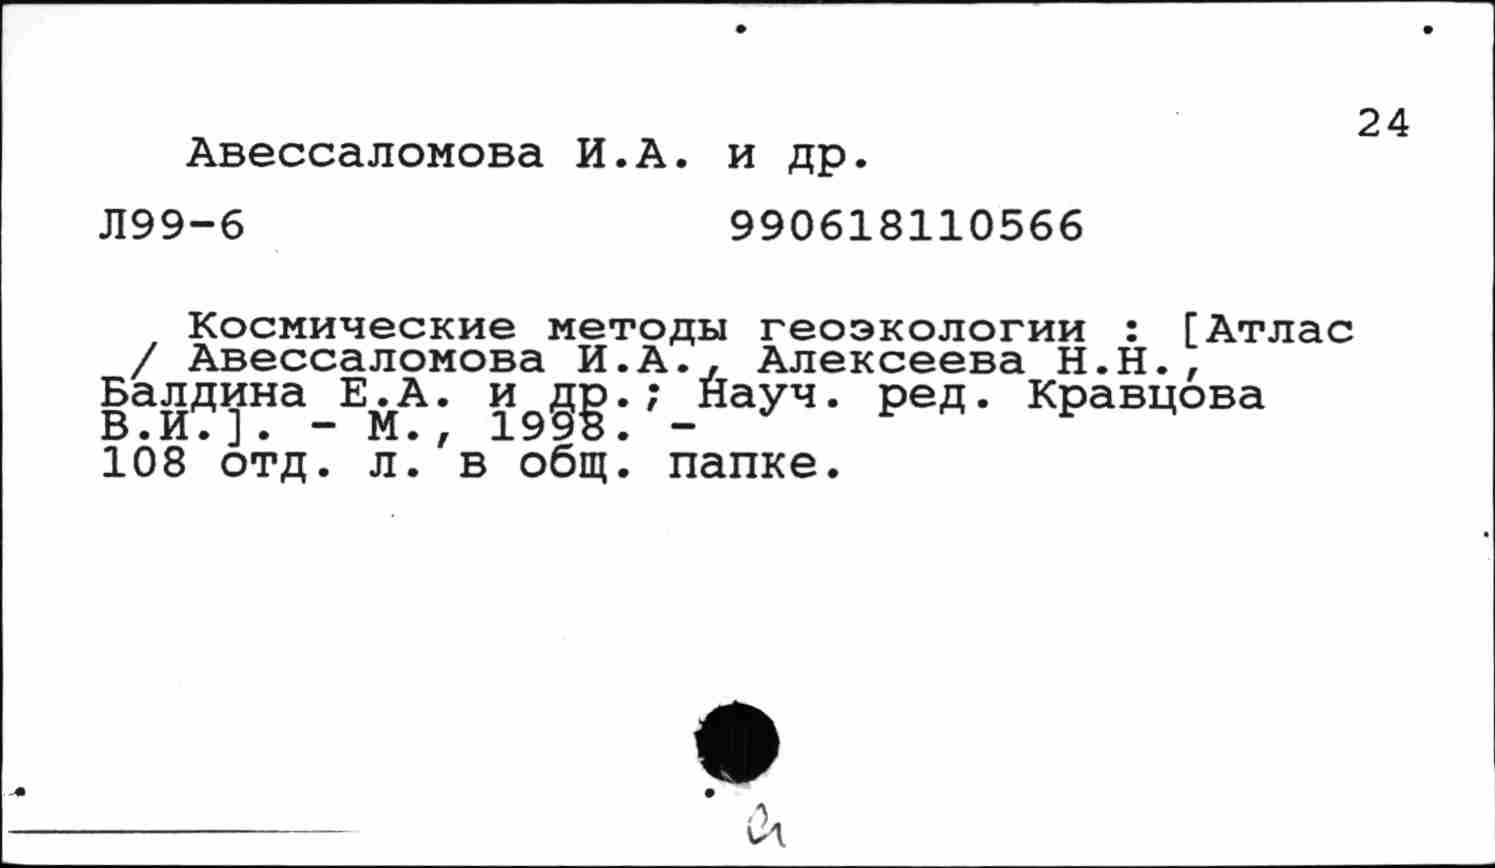 24
Авессаломова И.А. и др.
Л99-6 990618110566
Космические методы геоэкологии : [Атлас
/ Авессаломова И.А., Алексеева Н.Н.,
Балдина Е.А. и др.; Науч. ред. Кравцова
В.И.]. - М., 1998. -
108 отд. л. в общ. папке.